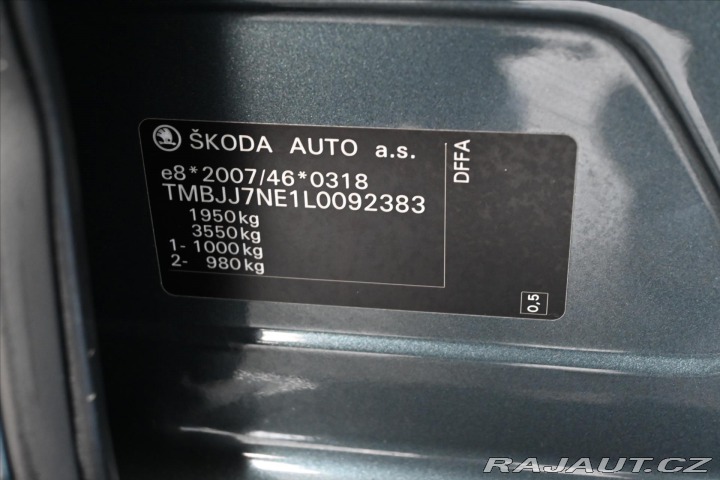 ŠKODA AUTO a.s.
e8*2007/46*0318
TMBJJ7NE1L0092383
1950kg
3550kg
1- 1000kg
2- 980kg
DFFA
0,5
RAJAUT.CZ